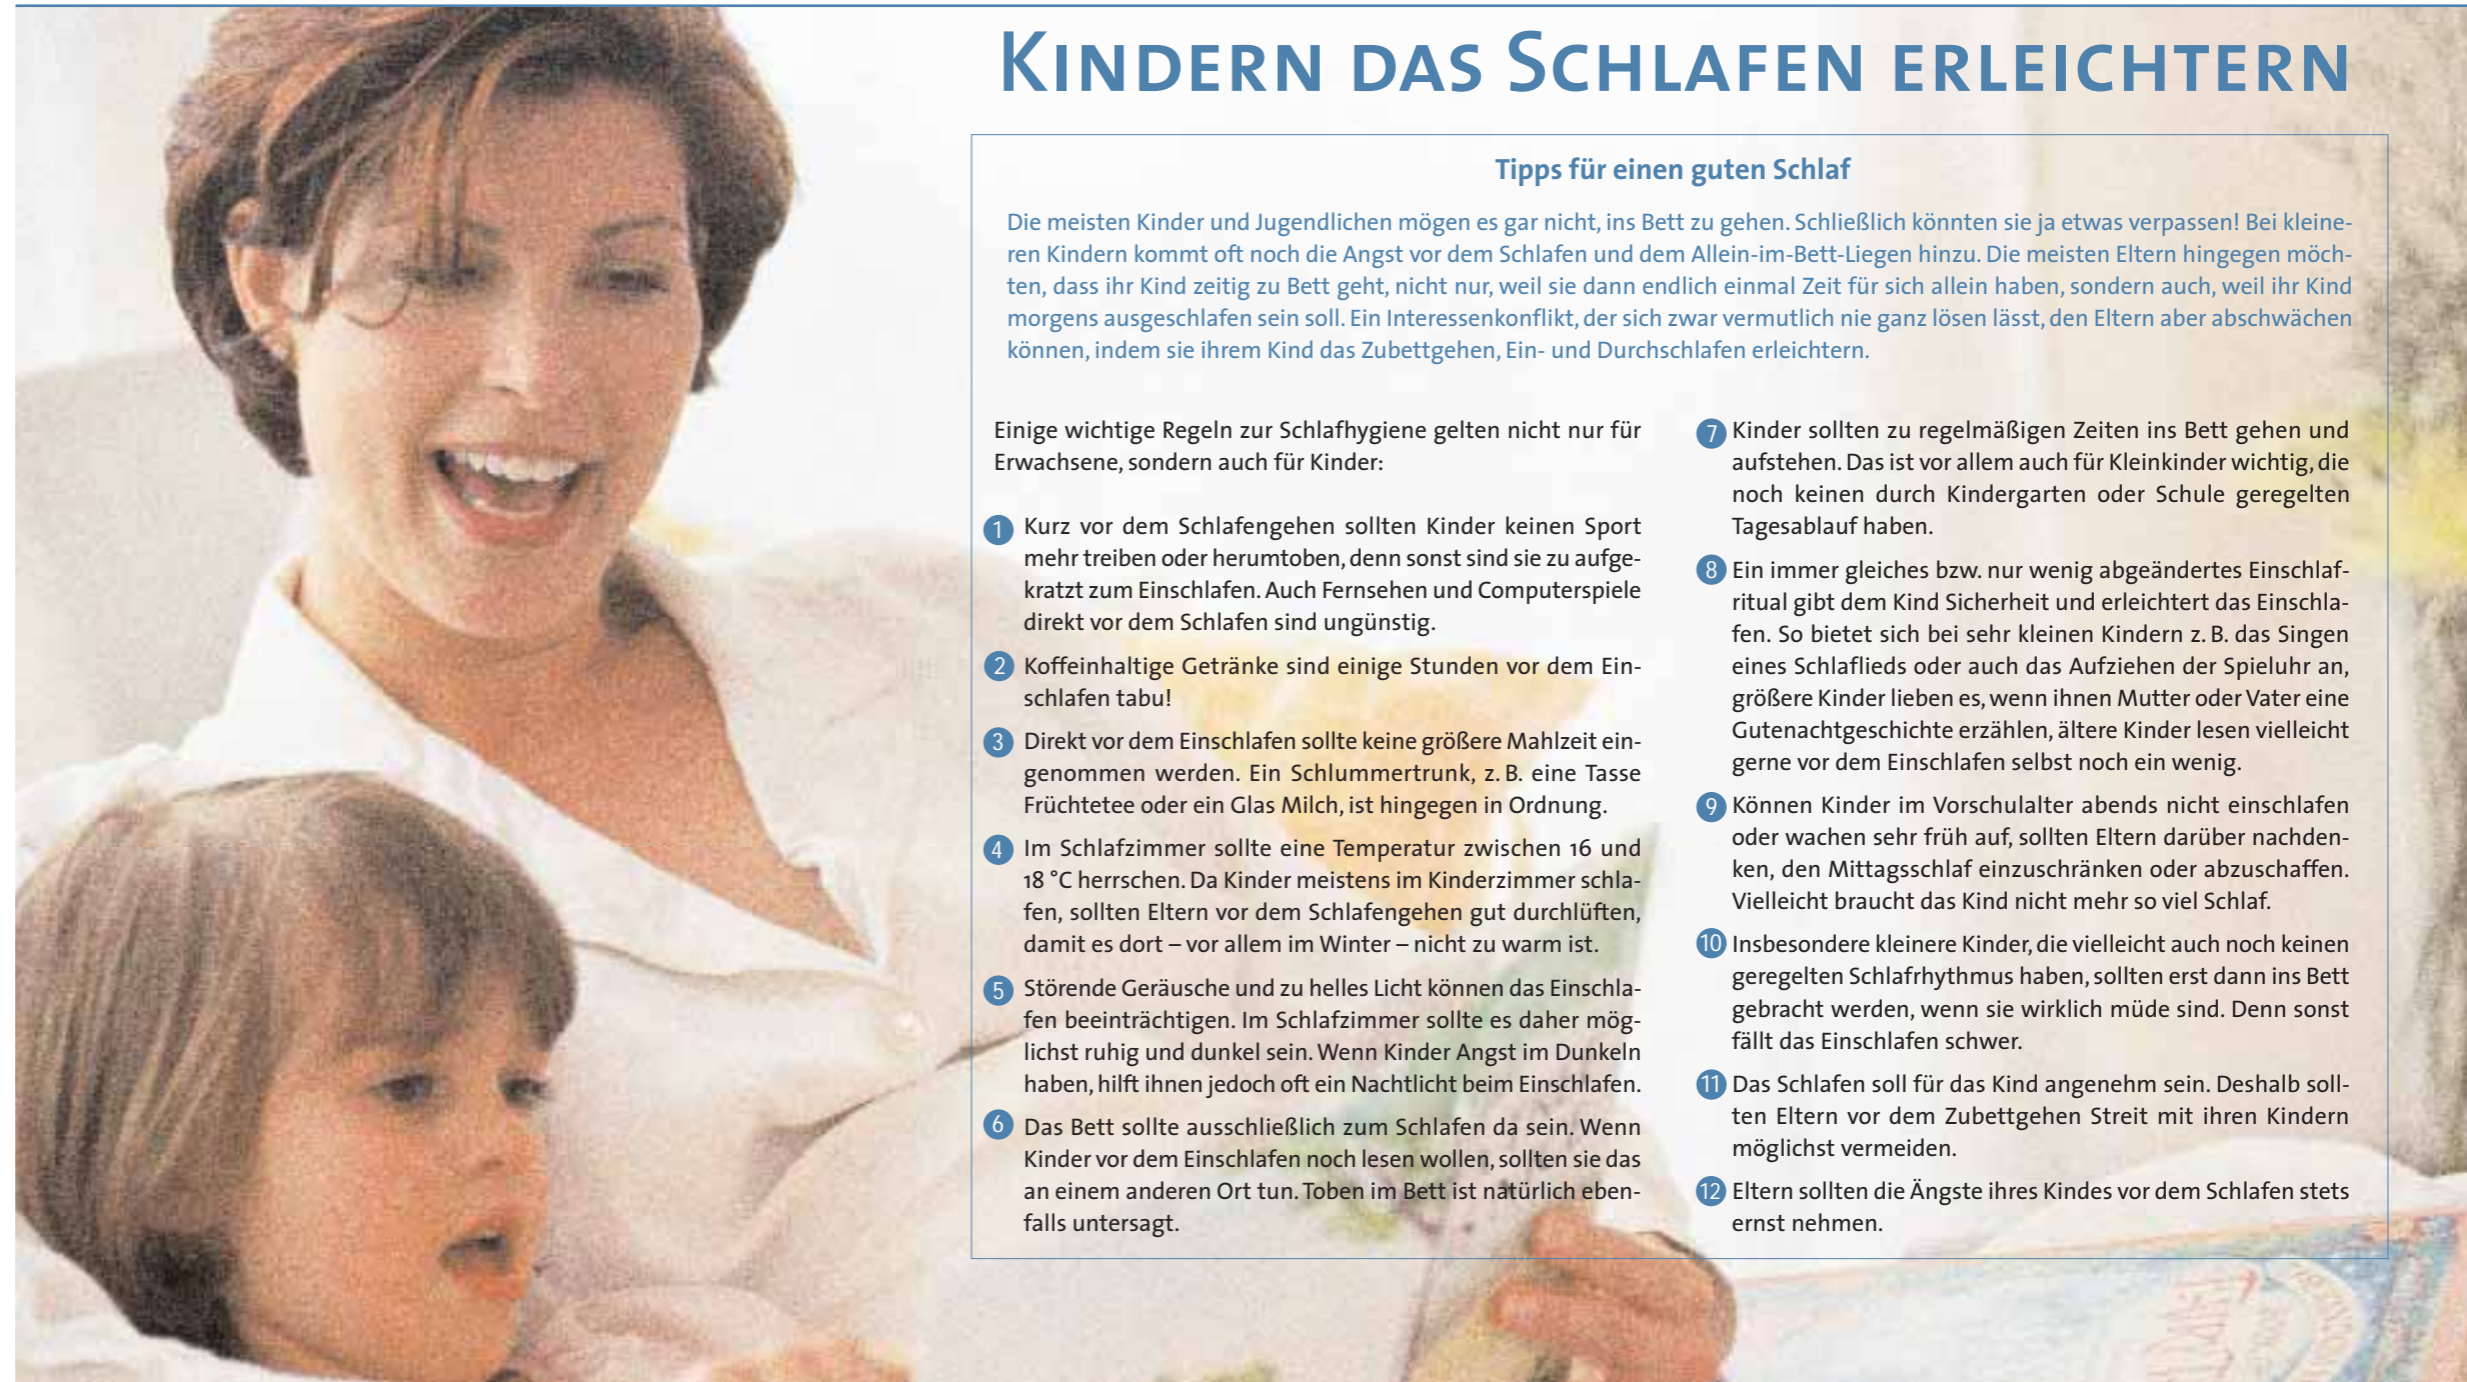 KINDERN DAS SCHLAFEN ERLEICHTERN
Tipps für einen guten Schlaf
Die meisten Kinder und Jugendlichen mögen es gar nicht, ins Bett zu gehen. Schließlich könnten sie ja etwas verpassen! Bei kleine-
ren Kindern kommt oft noch die Angst vor dem Schlafen und dem Allein-im-Bett-Liegen hinzu. Die meisten Eltern hingegen möch-
ten, dass ihr Kind zeitig zu Bett geht, nicht nur, weil sie dann endlich einmal Zeit für sich allein haben, sondern auch, weil ihr Kind
morgens ausgeschlafen sein soll. Ein Interessenkonflikt, der sich zwar vermutlich nie ganz lösen lässt, den Eltern aber abschwächen
können, indem sie ihrem Kind das Zubettgehen, Ein- und Durchschlafen erleichtern.
Einige wichtige Regeln zur Schlafhygiene gelten nicht nur für
Erwachsene, sondern auch für Kinder:
1 Kurz vor dem Schlafengehen sollten Kinder keinen Sport
mehr treiben oder herumtoben, denn sonst sind sie zu aufge-
kratzt zum Einschlafen. Auch Fernsehen und Computerspiele
direkt vor dem Schlafen sind ungünstig.
2 Koffeinhaltige Getränke sind einige Stunden vor dem Ein-
schlafen tabu!
3 Direkt vor dem Einschlafen sollte keine größere Mahlzeit ein-
genommen werden. Ein Schlummertrunk, z. B. eine Tasse
Früchtetee oder ein Glas Milch, ist hingegen in Ordnung.
4 Im Schlafzimmer sollte eine Temperatur zwischen 16 und
18 °C herrschen. Da Kinder meistens im Kinderzimmer schla-
fen, sollten Eltern vor dem Schlafengehen gut durchlüften,
damit es dort – vor allem im Winter – nicht zu warm ist.
5 Störende Geräusche und zu helles Licht können das Einschla-
fen beeinträchtigen. Im Schlafzimmer sollte es daher mög-
lichst ruhig und dunkel sein. Wenn Kinder Angst im Dunkeln
haben, hilft ihnen jedoch oft ein Nachtlicht beim Einschlafen.
6 Das Bett sollte ausschließlich zum Schlafen da sein. Wenn
Kinder vor dem Einschlafen noch lesen wollen, sollten sie das
an einem anderen Ort tun. Toben im Bett ist natürlich eben-
falls untersagt.
7 Kinder sollten zu regelmäßigen Zeiten ins Bett gehen und
aufstehen. Das ist vor allem auch für Kleinkinder wichtig, die
noch keinen durch Kindergarten oder Schule geregelten
Tagesablauf haben.
8 Ein immer gleiches bzw. nur wenig abgeändertes Einschlaf-
ritual gibt dem Kind Sicherheit und erleichtert das Einschla-
fen. So bietet sich bei sehr kleinen Kindern z. B. das Singen
eines Schlaflieds oder auch das Aufziehen der Spieluhr an,
größere Kinder lieben es, wenn ihnen Mutter oder Vater eine
Gutenachtgeschichte erzählen, ältere Kinder lesen vielleicht
gerne vor dem Einschlafen selbst noch ein wenig.
9 Können Kinder im Vorschulalter abends nicht einschlafen
oder wachen sehr früh auf, sollten Eltern darüber nachden-
ken, den Mittagsschlaf einzuschränken oder abzuschaffen.
Vielleicht braucht das Kind nicht mehr so viel Schlaf.
10 Insbesondere kleinere Kinder, die vielleicht auch noch keinen
geregelten Schlafrhythmus haben, sollten erst dann ins Bett
gebracht werden, wenn sie wirklich müde sind. Denn sonst
fällt das Einschlafen schwer.
11 Das Schlafen soll für das Kind angenehm sein. Deshalb soll-
ten Eltern vor dem Zubettgehen Streit mit ihren Kindern
möglichst vermeiden.
12 Eltern sollten die Ängste ihres Kindes vor dem Schlafen stets
ernst nehmen.